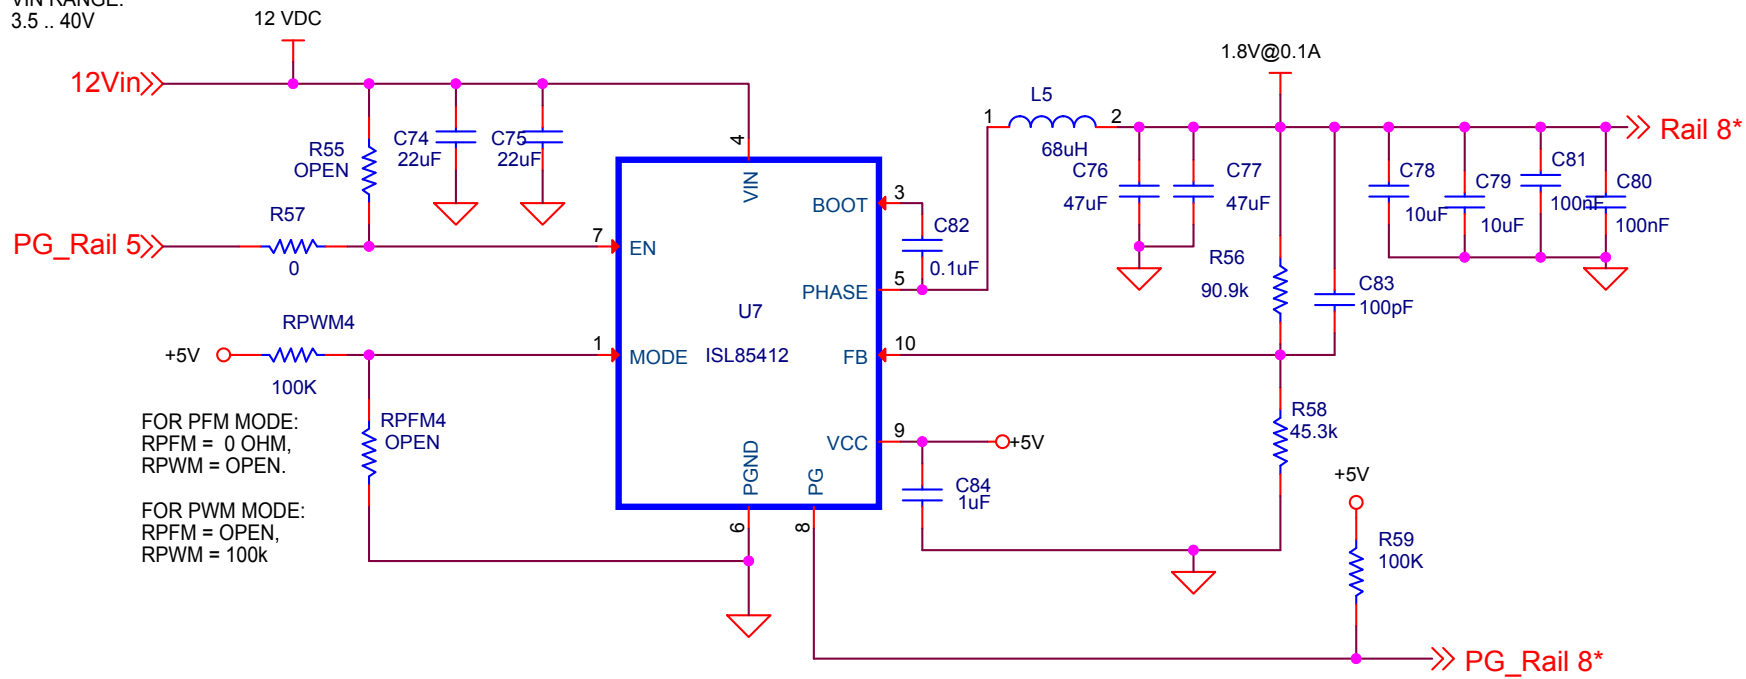 VIN RANGE:
3.5 .. 40V
12 VDC
12Vin
1.8V@0.1A
Rail 8*
R55
OPEN
C74
22uF
C75
22uF
4
VIN
L5
1
2
68uH
C76
47uF
C77
47uF
C78
10uF
C79
10uF
C81
100nF
C80
100nF
R57
0
PG_Rail 5
7
EN
BOOT
3
C82
0.1uF
PHASE
5
R56
90.9k
C83
100pF
U7
ISL85412
RPWM4
+5V
100K
1
MODE
FB
10
FOR PFM MODE:
RPFM =  0 OHM,
RPWM = OPEN.
RPFM4
OPEN
FOR PWM MODE:
RPFM = OPEN,
RPWM = 100k
VCC
9
+5V
C84
1uF
R58
45.3k
PGND
6
PG
8
+5V
R59
100K
PG_Rail 8*